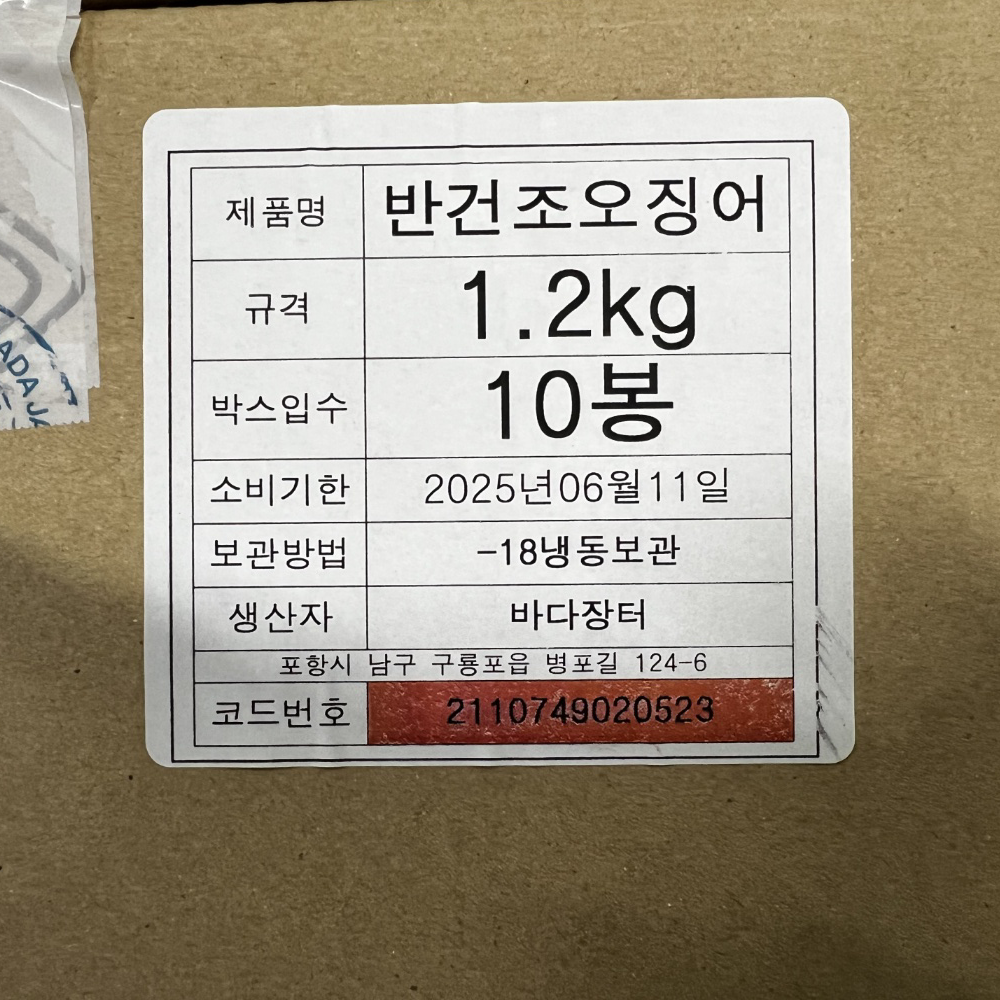 제품명 반건조오징어
규격 1.2kg
박스입수 10봉
소비기한 2025년06월11일
보관방법 -18냉동보관
생산자 바다장터
포항시 남구 구룡포읍 병포길 124-6
코드번호 2110749020523